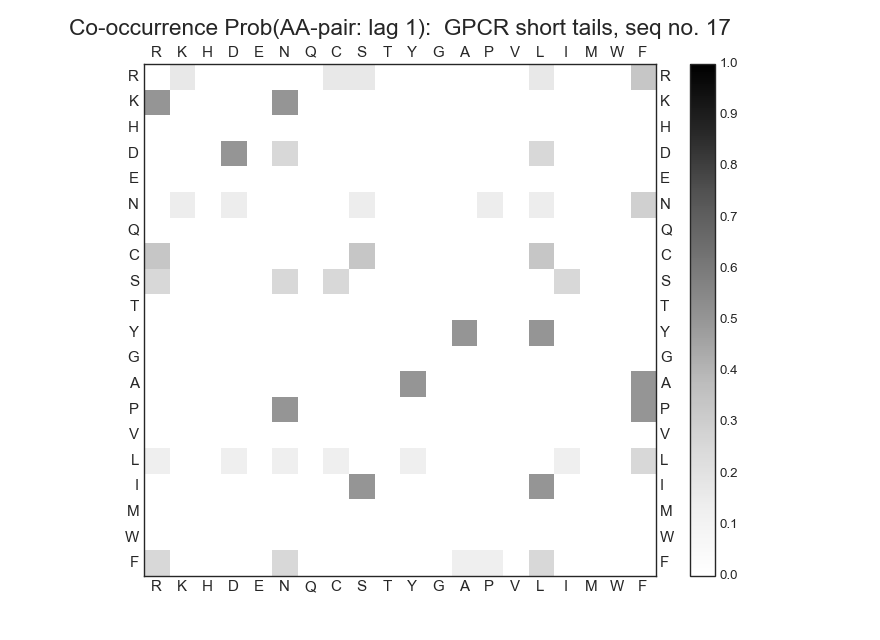 Co-occurrence Prob(AA-pair: lag 1):  GPCR short tails, seq no. 17
R K H D E N Q C S T Y G A P V L I M W F
R R 1.0
K K 0.9
H H
D D 0.8
E E
N N 0.7
Q Q
C C 0.6
S S
T T 0.5
Y Y
G G 0.4
A A
P P 0.3
V V
L L 0.2
I I
M M 0.1
W W
F F 0.0
R K H D E N Q C S T Y G A P V L I M W F